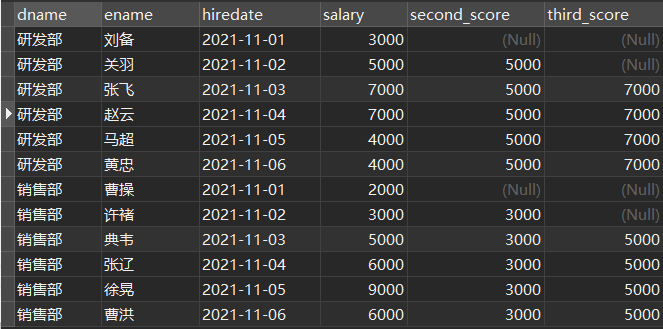 dname ename hiredate salary second_score third_score
研发部 刘备 2021-11-01 3000 (Null) (Null)
研发部 关羽 2021-11-02 5000 5000 (Null)
研发部 张飞 2021-11-03 7000 5000 7000
研发部 赵云 2021-11-04 7000 5000 7000
研发部 马超 2021-11-05 4000 5000 7000
研发部 黄忠 2021-11-06 4000 5000 7000
销售部 曹操 2021-11-01 2000 (Null) (Null)
销售部 许褚 2021-11-02 3000 3000 (Null)
销售部 典韦 2021-11-03 5000 3000 5000
销售部 张辽 2021-11-04 6000 3000 5000
销售部 徐晃 2021-11-05 9000 3000 5000
销售部 曹洪 2021-11-06 6000 3000 5000